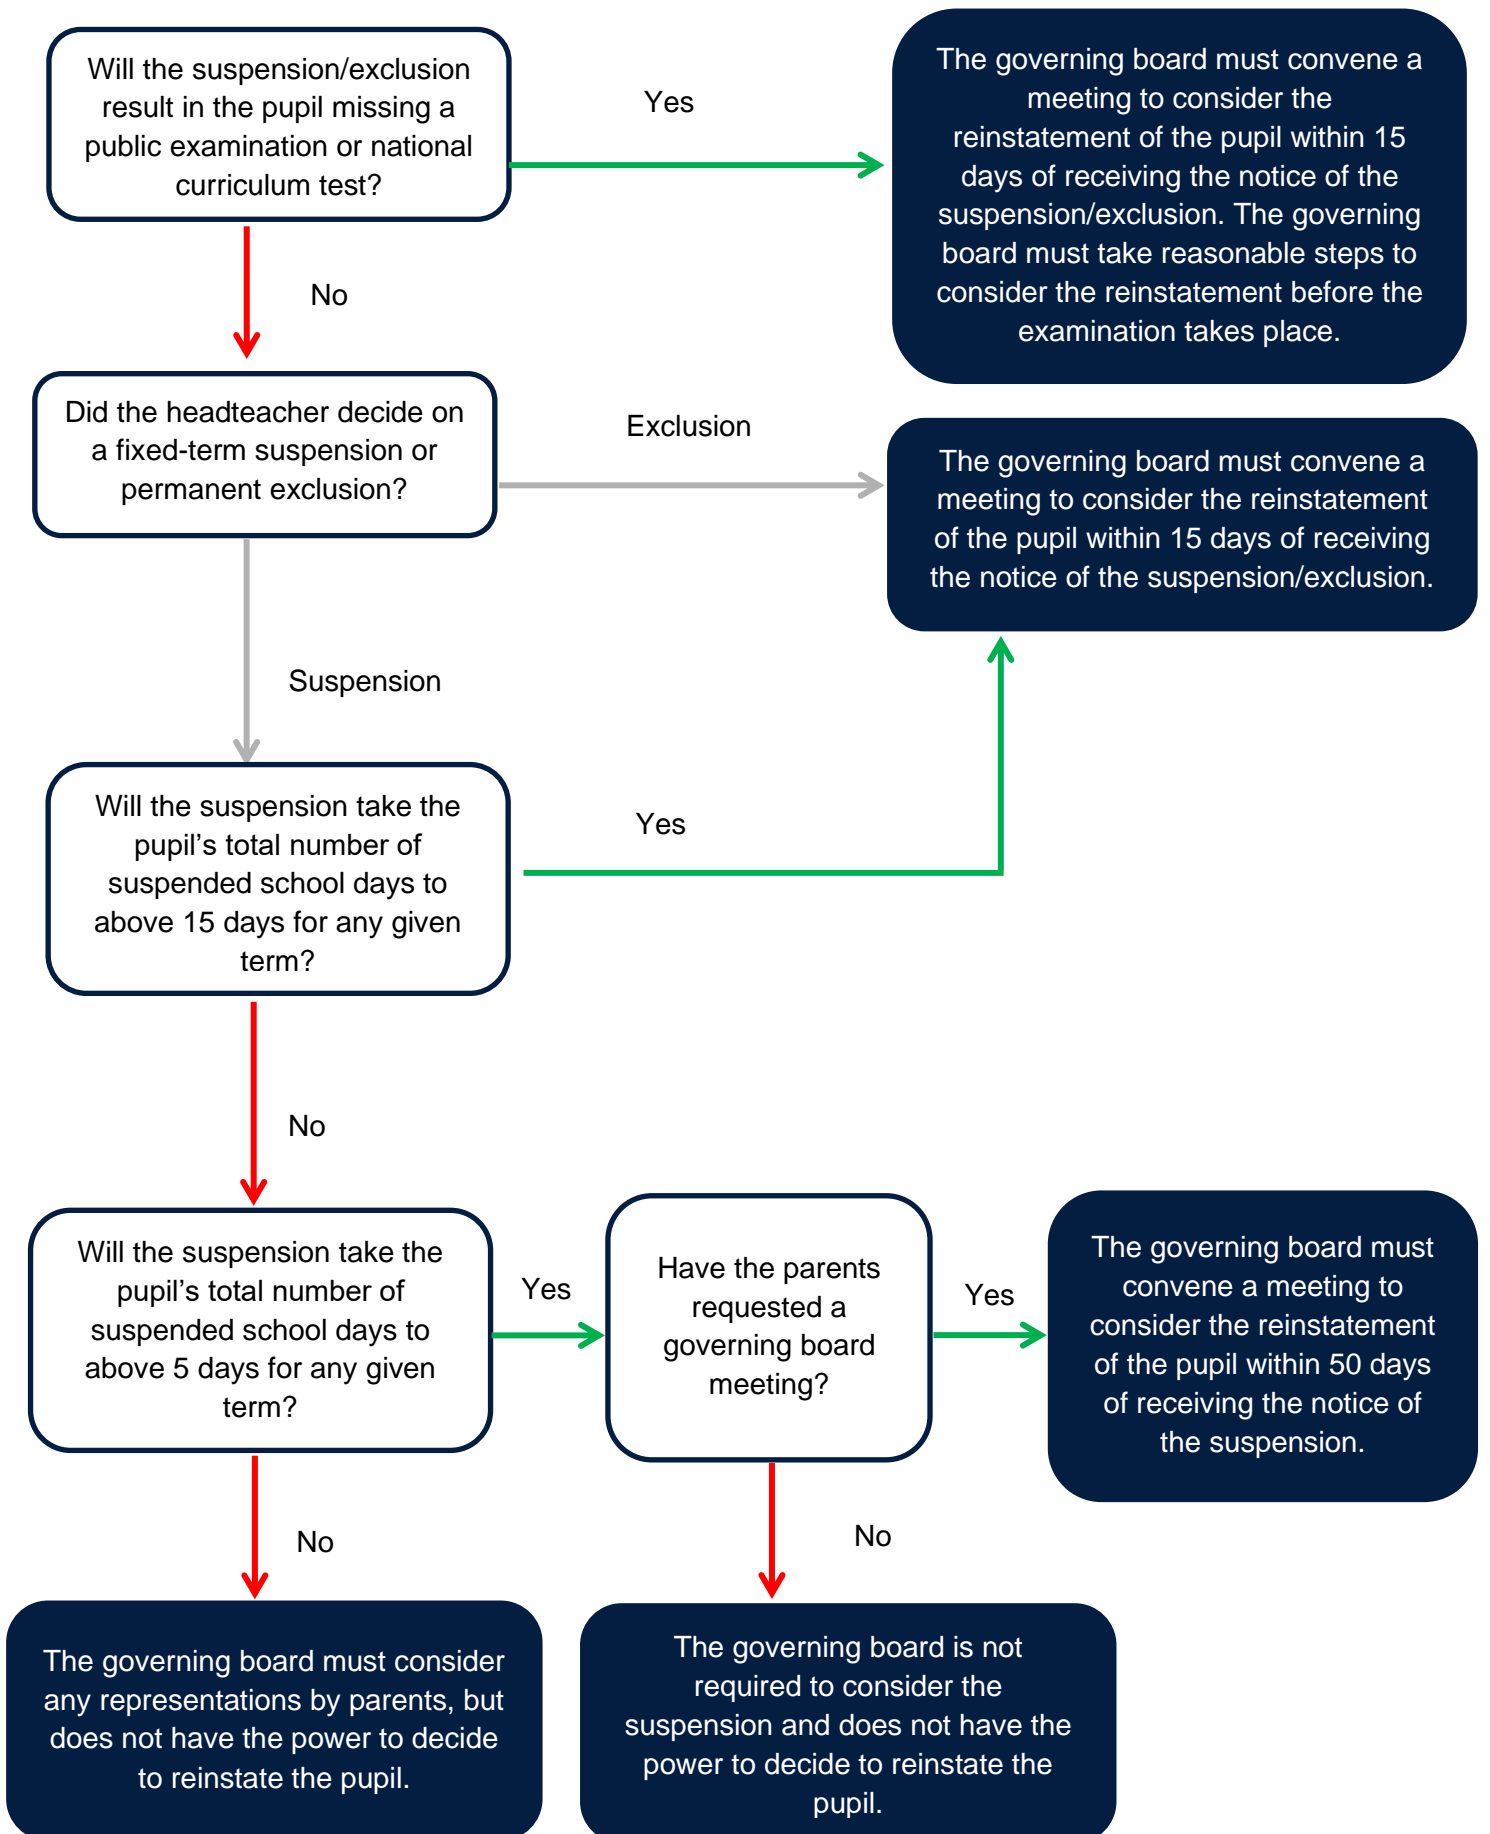 Will the suspension/exclusion
result in the pupil missing a
public examination or national
curriculum test?
Yes
The governing board must convene a
meeting to consider the
reinstatement of the pupil within 15
days of receiving the notice of the
suspension/exclusion. The governing
board must take reasonable steps to
consider the reinstatement before the
examination takes place.
No
Did the headteacher decide on
a fixed-term suspension or
permanent exclusion?
Exclusion
The governing board must convene a
meeting to consider the reinstatement
of the pupil within 15 days of receiving
the notice of the suspension/exclusion.
Suspension
Will the suspension take the
pupil’s total number of
suspended school days to
above 15 days for any given
term?
Yes
No
Will the suspension take the
pupil’s total number of
suspended school days to
above 5 days for any given
term?
Yes
Have the parents
requested a
governing board
meeting?
Yes
The governing board must
convene a meeting to
consider the reinstatement
of the pupil within 50 days
of receiving the notice of
the suspension.
No
No
The governing board must consider
any representations by parents, but
does not have the power to decide
to reinstate the pupil.
The governing board is not
required to consider the
suspension and does not have the
power to decide to reinstate the
pupil.